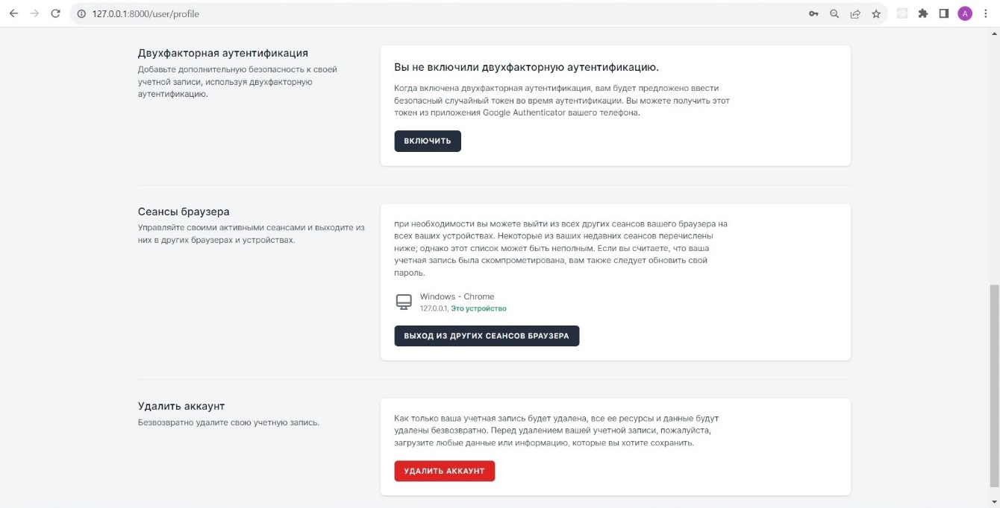 127.0.0.1:8000/user/profile
A
Двухфакторная аутентификация
Добавьте дополнительную безопасность к своей
учетной записи, используя двухфакторную
аутентификацию.
Вы не включили двухфакторную аутентификацию.
Когда включена двухфакторная аутентификация, вам будет предложено ввести
безопасный случайный токен во время аутентификации. Вы можете получить этот
токен из приложения Google Authenticator вашего телефона.
ВКЛЮЧИТЬ
Сеансы браузера
Управляйте своими активными сеансами и выходите из
них в других браузерах и устройствах.
при необходимости вы можете выйти из всех других сеансов вашего браузера на
всех ваших устройствах. Некоторые из ваших недавних сеансов перечислены
ниже; однако этот список может быть неполным. Если вы считаете, что ваша
учетная запись была скомпрометирована, вам также следует обновить свой
пароль.
Windows - Chrome
127.0.0.1, Это устройство
ВЫХОД ИЗ ДРУГИХ СЕАНСОВ БРАУЗЕРА
Удалить аккаунт
Безвозвратно удалите свою учетную запись.
Как только ваша учетная запись будет удалена, все ее ресурсы и данные будут
удалены безвозвратно. Перед удалением вашей учетной записи, пожалуйста,
загрузите любые данные или информацию, которые вы хотите сохранить.
УДАЛИТЬ АККАУНТ